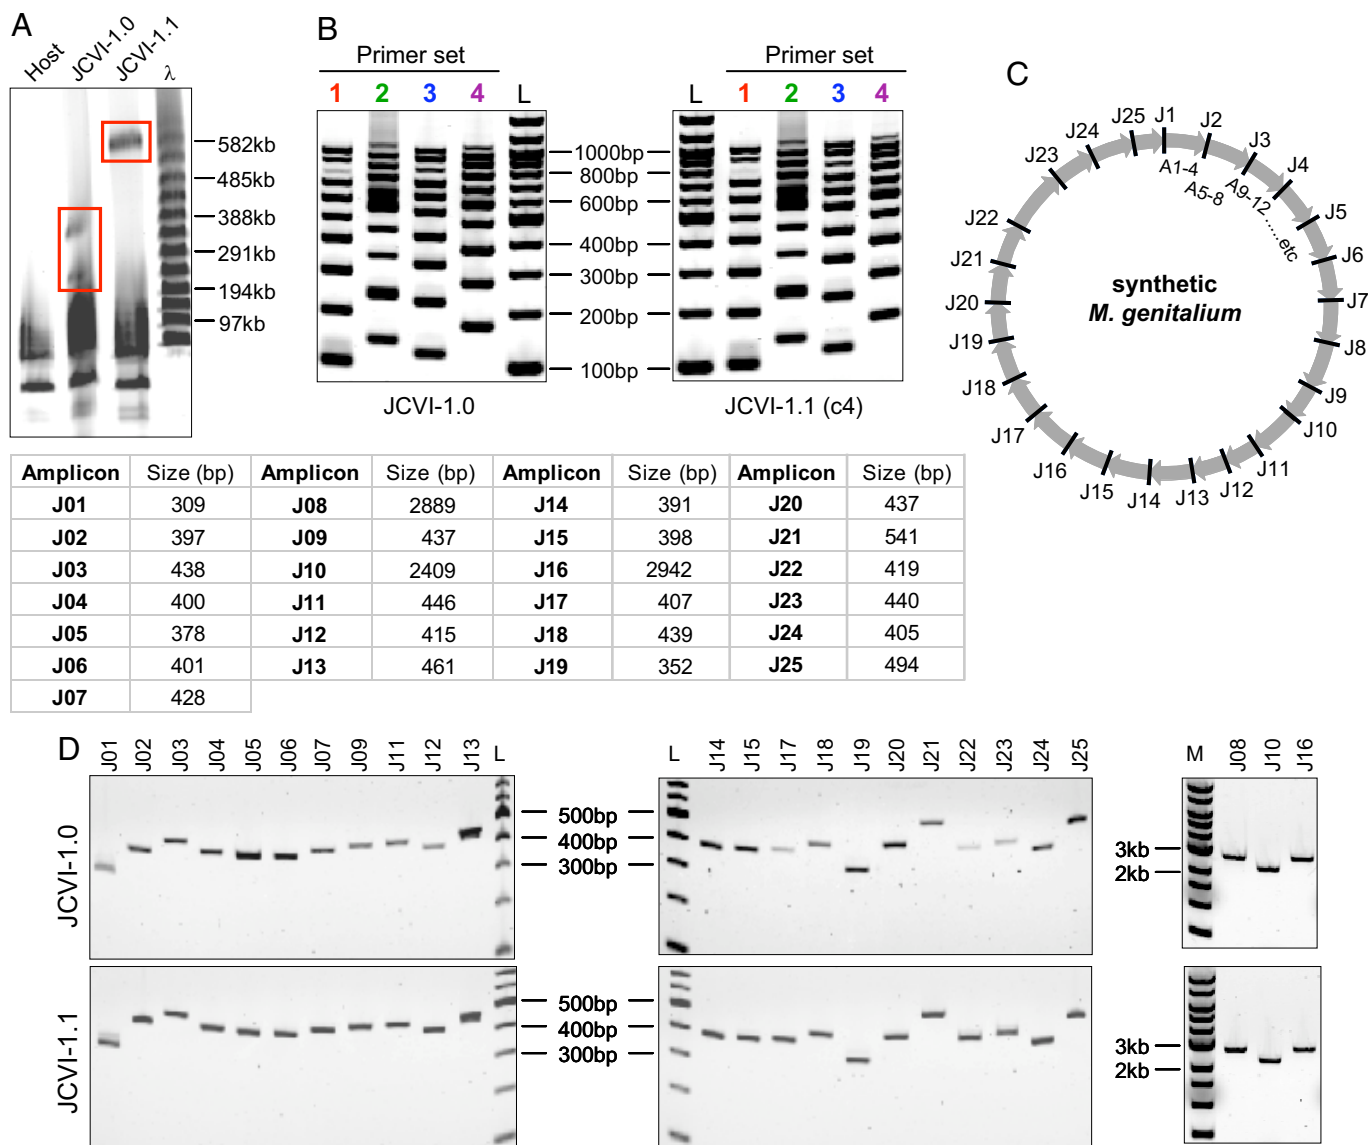 A
Host
JCVI-1.0
JCVI-1.1
λ
582kb
485kb
388kb
291kb
194kb
97kb
B
Primer set
1 2 3 4 L
Primer set
L 1 2 3 4
1000bp
800bp
600bp
400bp
300bp
200bp
100bp
JCVI-1.0
JCVI-1.1 (c4)
C
J1
J2
J3
J4
J5
J6
J7
J8
J9
J10
J11
J12
J13
J14
J15
J16
J17
J18
J19
J20
J21
J22
J23
J24
J25
A1-4
A5-8
A9-12 ...... etc
synthetic
M. genitalium
Amplicon Size (bp) Amplicon Size (bp) Amplicon Size (bp) Amplicon Size (bp)
J01 309 J08 2889 J14 391 J20 437
J02 397 J09 437 J15 398 J21 541
J03 438 J10 2409 J16 2942 J22 419
J04 400 J11 446 J17 407 J23 440
J05 378 J12 415 J18 439 J24 405
J06 401 J13 461 J19 352 J25 494
J07 428
D
J01 J02 J03 J04 J05 J06 J07 J09 J11 J12 J13 L
L J14 J15 J17 J18 J19 J20 J21 J22 J23 J24 J25
M J08 J10 J16
JCVI-1.0
500bp
400bp
300bp
3kb
2kb
JCVI-1.1
500bp
400bp
300bp
3kb
2kb